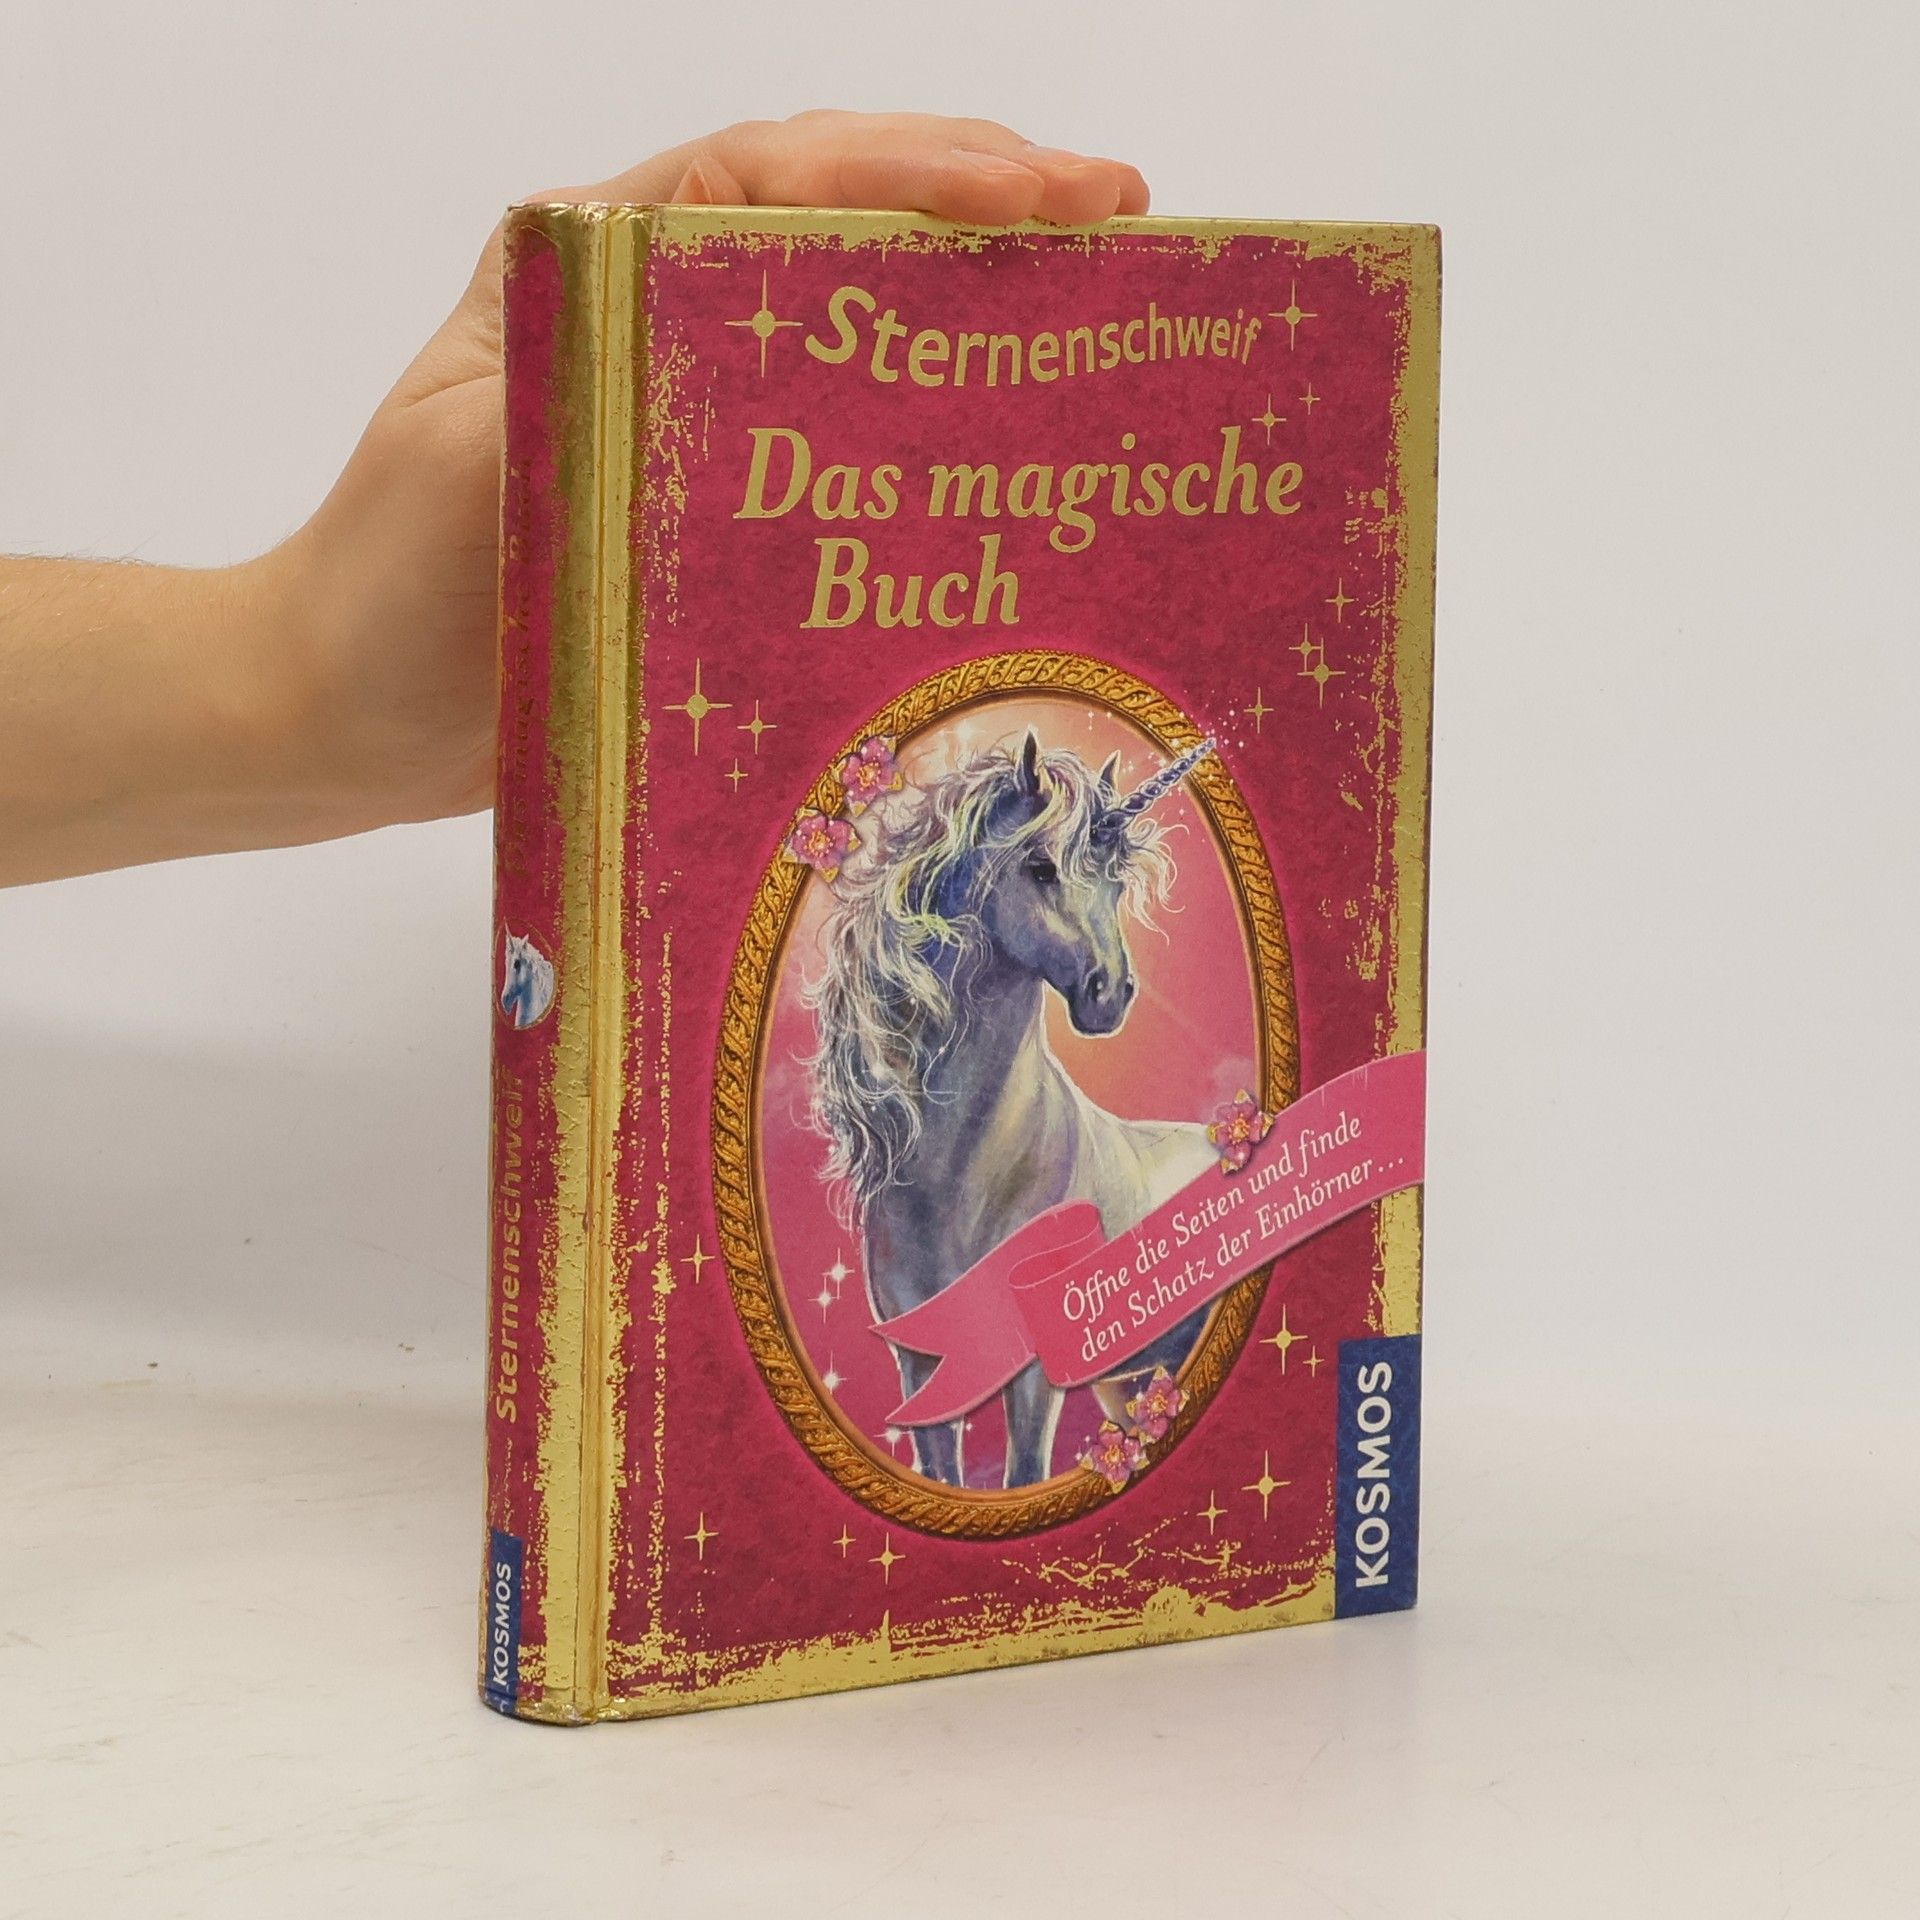 Sternenschweif
Das magische
Buch
Öffne die Seiten und finde
den Schatz der Einhörner...
KOSMOS
Das magische Buch
Sternenschweif
KOSMOS